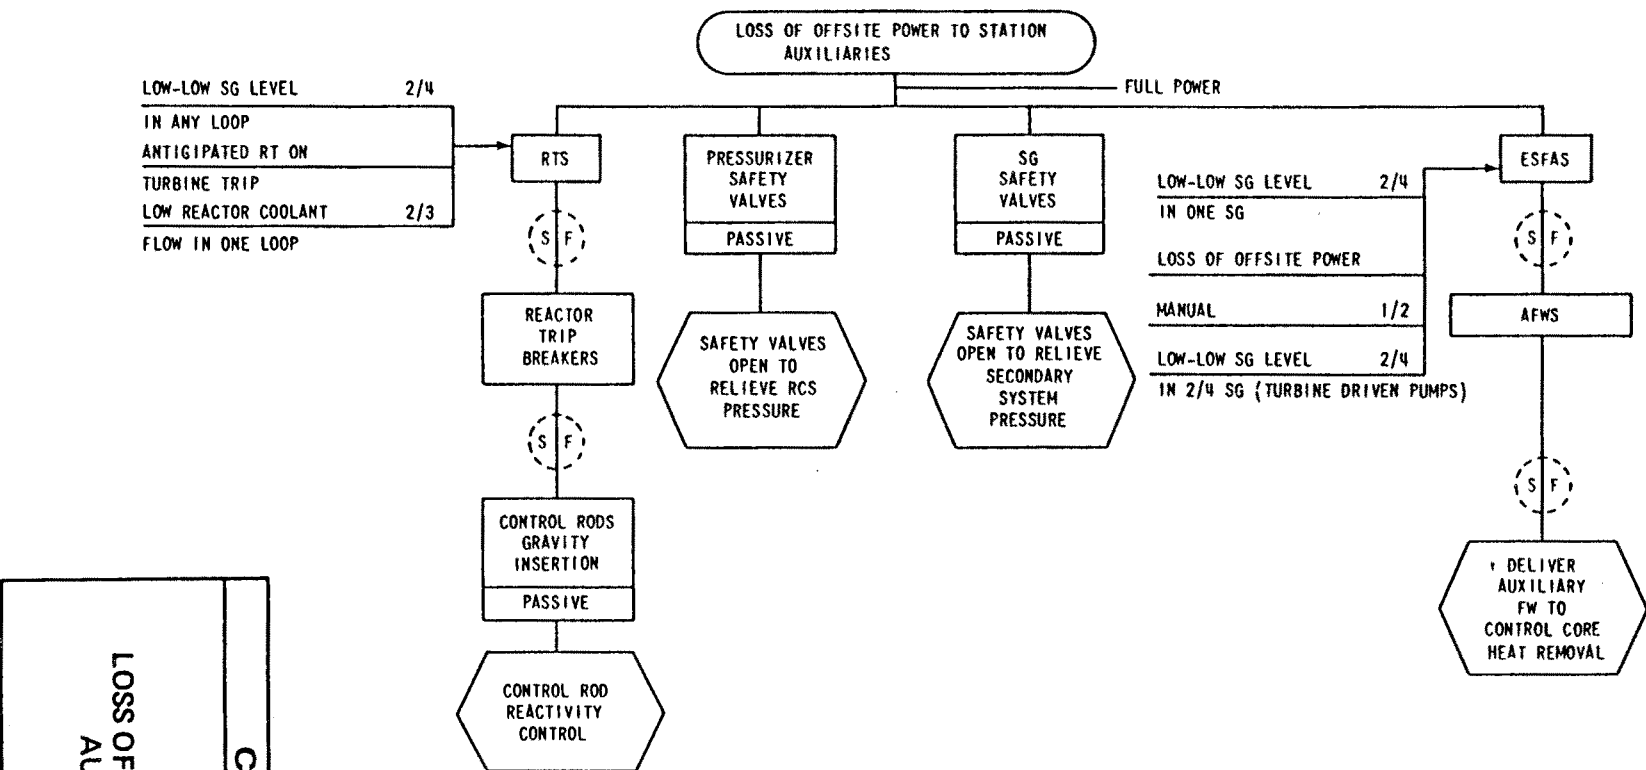 LOSS OF OFFSITE POWER TO STATION
AUXILIARIES
FULL POWER
LOW-LOW SG LEVEL 2/4
IN ANY LOOP
ANTIGIPATED RT ON
TURBINE TRIP
LOW REACTOR COOLANT 2/3
FLOW IN ONE LOOP
RTS
S F
REACTOR
TRIP
BREAKERS
S F
CONTROL RODS
GRAVITY
INSERTION
PASSIVE
CONTROL ROD
REACTIVITY
CONTROL
PRESSURIZER
SAFETY
VALVES
PASSIVE
SAFETY VALVES
OPEN TO
RELIEVE RCS
PRESSURE
SG
SAFETY
VALVES
PASSIVE
SAFETY VALVES
OPEN TO RELIEVE
SECONDARY
SYSTEM
PRESSURE
LOW-LOW SG LEVEL 2/4
IN ONE SG
LOSS OF OFFSITE POWER
MANUAL 1/2
LOW-LOW SG LEVEL 2/4
IN 2/4 SG (TURBINE DRIVEN PUMPS)
ESFAS
S F
AFWS
S F
DELIVER
AUXILIARY
FW TO
CONTROL CORE
HEAT REMOVAL
C
LOSS OF
AU